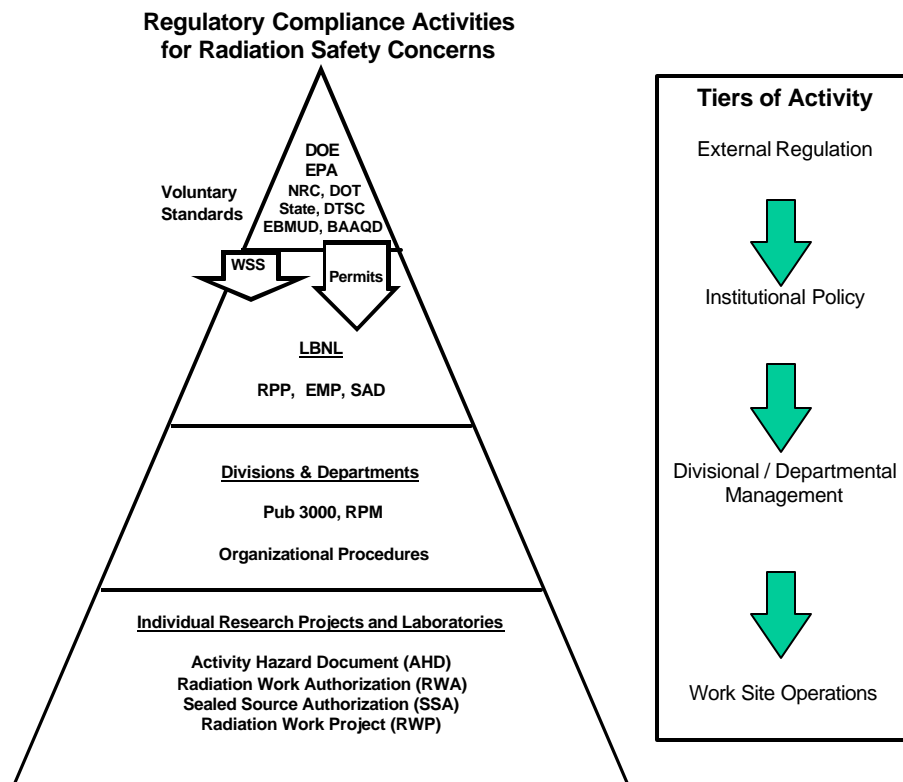 Regulatory Compliance Activities
for Radiation Safety Concerns
DOE
EPA
NRC, DOT
State, DTSC
EBMUD, BAAQD
Voluntary
Standards
WSS
Permits
LBNL
RPP, EMP, SAD
Divisions & Departments
Pub 3000, RPM
Organizational Procedures
Individual Research Projects and Laboratories
Activity Hazard Document (AHD)
Radiation Work Authorization (RWA)
Sealed Source Authorization (SSA)
Radiation Work Project (RWP)
Tiers of Activity
External Regulation
Institutional Policy
Divisional / Departmental
Management
Work Site Operations